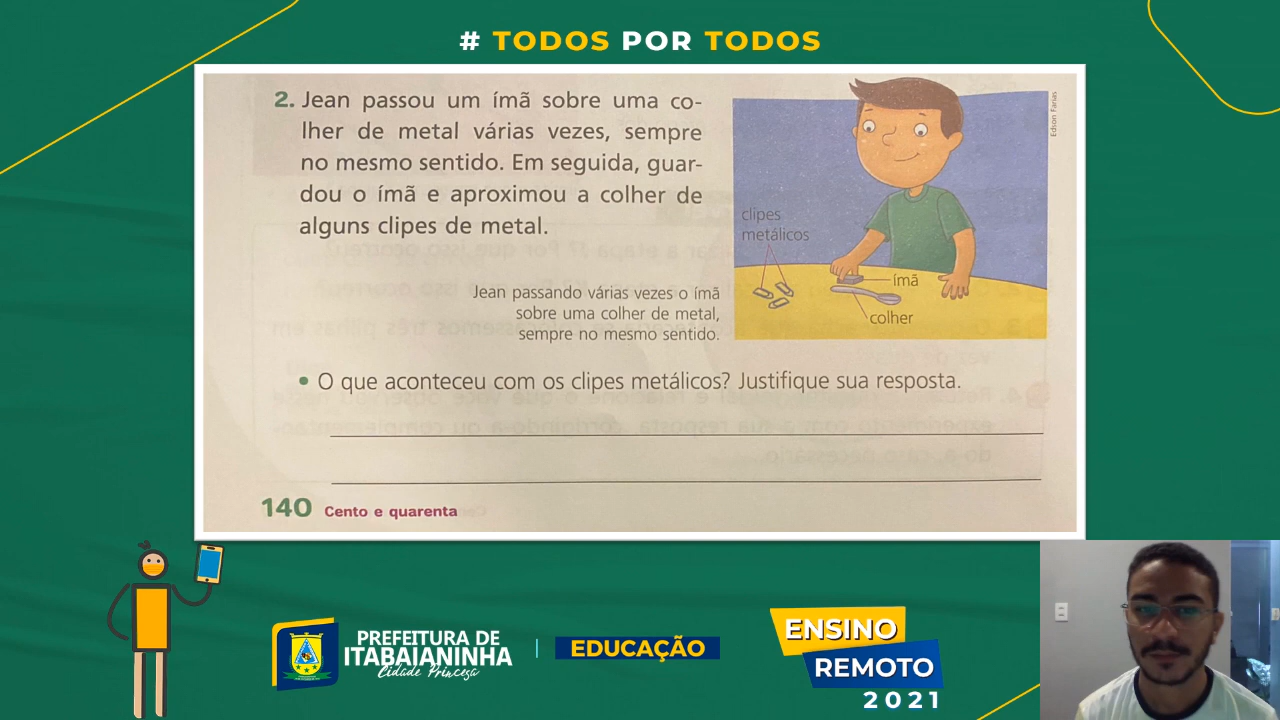 # TODOS POR TODOS
2. Jean passou um ímã sobre uma co-
lher de metal várias vezes, sempre
no mesmo sentido. Em seguida, guar-
dou o ímã e aproximou a colher de
alguns clipes de metal.
Edson Farias
clipes
metálicos
ímã
colher
Jean passando várias vezes o ímã
sobre uma colher de metal,
sempre no mesmo sentido.
• O que aconteceu com os clipes metálicos? Justifique sua resposta.
140 Cento e quarenta
PREFEITURA DE
ITABAIANINHA
Cidade Princesa
EDUCAÇÃO
ENSINO
REMOTO
2021